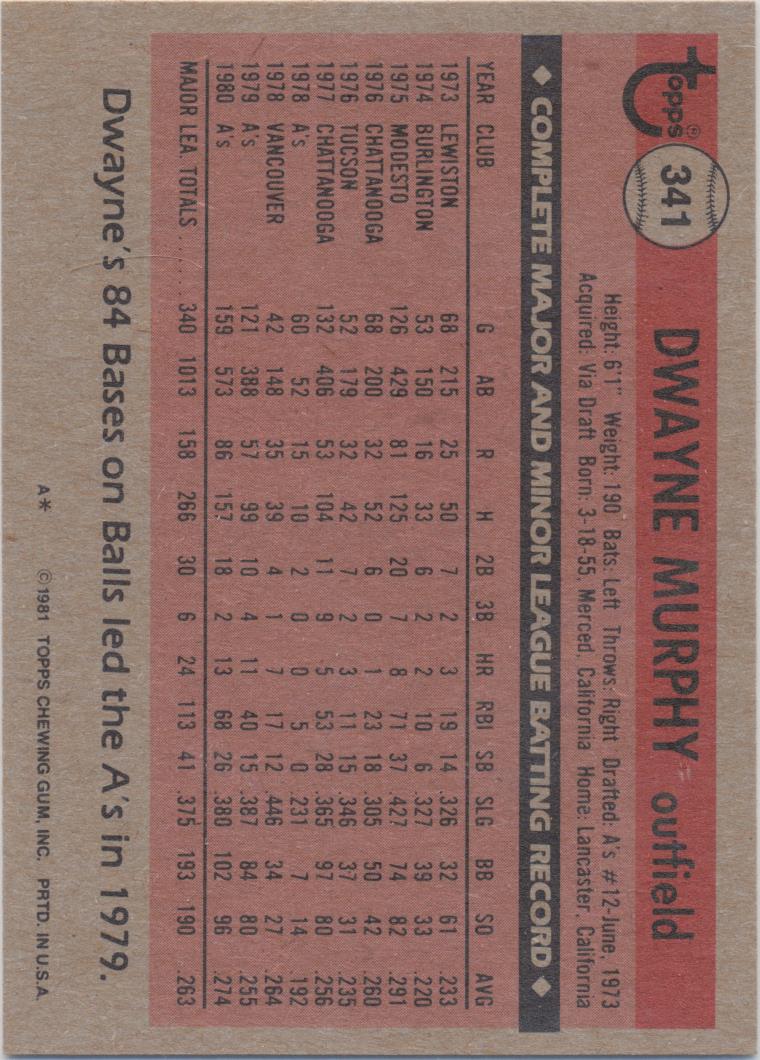 Topps® 341 DWAYNE MURPHY outfield
Height: 6'1" Weight: 190 Bats: Left Throws: Right Drafted: A's #12-June, 1973
Acquired: Via Draft Born: 3-18-55, Merced, California Home: Lancaster, California
◆ COMPLETE MAJOR AND MINOR LEAGUE BATTING RECORD ◆
YEAR CLUB G AB R H 2B 3B HR RBI SB SLG BB SO AVG
1973 LEWISTON 68 215 25 50 7 2 3 19 14 .326 32 61 .233
1974 BURLINGTON 53 150 16 33 6 2 2 10 6 .327 39 33 .220
1975 MODESTO 126 429 81 125 20 7 8 71 37 .427 74 82 .291
1976 CHATTANOOGA 68 200 32 52 6 0 1 23 18 .305 50 42 .260
1976 TUCSON 52 179 32 42 7 2 3 11 15 .346 37 31 .235
1977 CHATTANOOGA 132 406 53 104 11 9 5 53 28 .365 97 80 .256
1978 A's 60 52 15 10 2 0 0 5 0 .231 7 14 .192
1978 VANCOUVER 42 148 35 39 4 1 7 17 12 .446 34 27 .264
1979 A's 121 388 57 99 10 4 11 40 15 .387 84 80 .255
1980 A's 159 573 86 157 18 2 13 68 26 .380 102 96 .274
MAJOR LEA. TOTALS ..... 340 1013 158 266 30 6 24 113 41 .375 193 190 .263
Dwayne's 84 Bases on Balls led the A's in 1979.
A* ©1981 TOPPS CHEWING GUM, INC. PRTD. IN U.S.A.